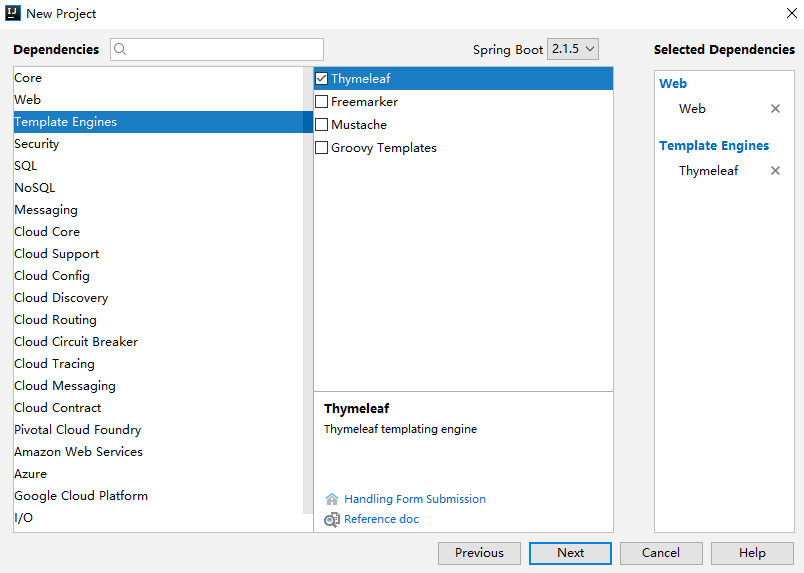 New Project
Dependencies
Spring Boot 2.1.5
Selected Dependencies
Core
Web
Template Engines
Security
SQL
NoSQL
Messaging
Cloud Core
Cloud Support
Cloud Config
Cloud Discovery
Cloud Routing
Cloud Circuit Breaker
Cloud Tracing
Cloud Messaging
Cloud Contract
Pivotal Cloud Foundry
Amazon Web Services
Azure
Google Cloud Platform
I/O
Thymeleaf
Freemarker
Mustache
Groovy Templates
Thymeleaf
Thymeleaf templating engine
Handling Form Submission
Reference doc
Web
Web
Template Engines
Thymeleaf
Previous
Next
Cancel
Help